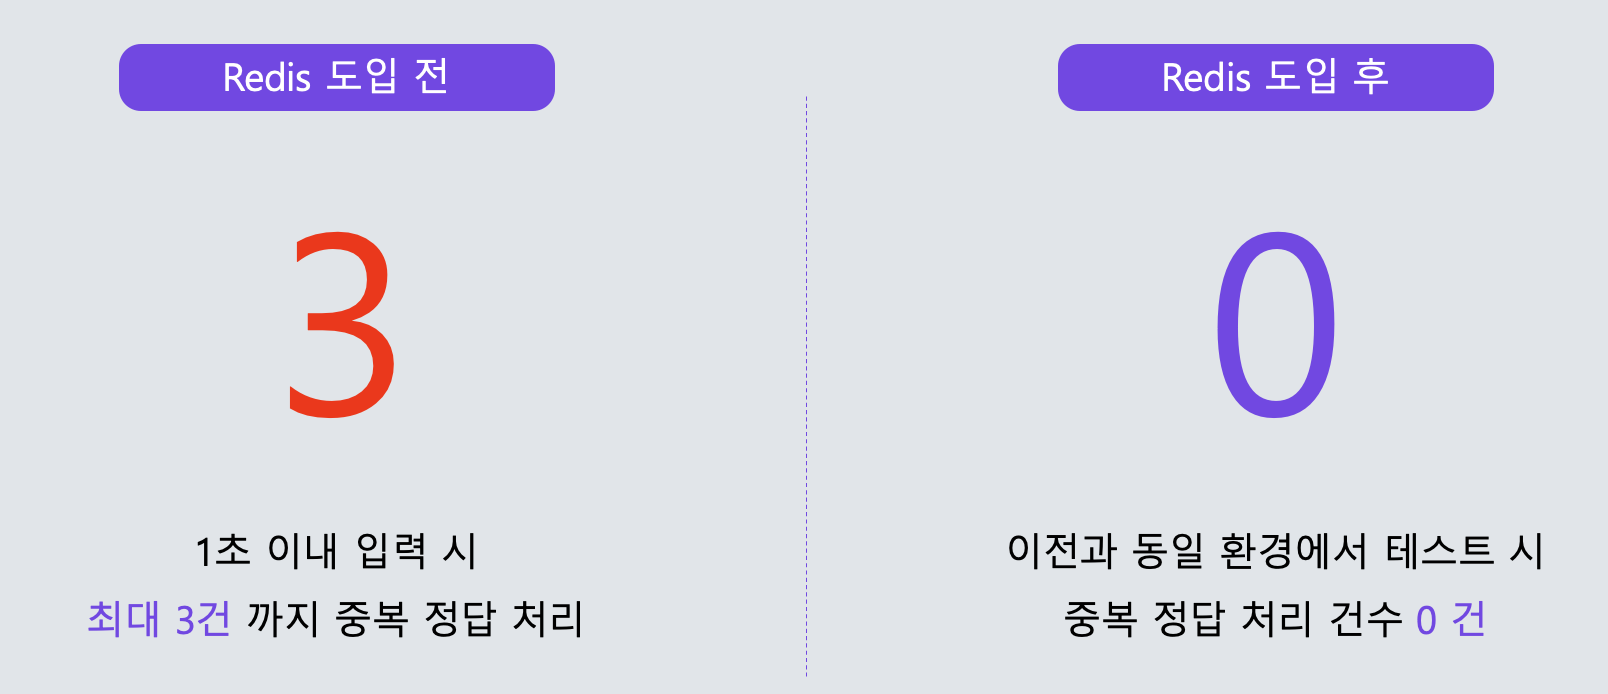 Redis 도입 전
3
1초 이내 입력 시
최대 3건 까지 중복 정답 처리
Redis 도입 후
0
이전과 동일 환경에서 테스트 시
중복 정답 처리 건수 0 건